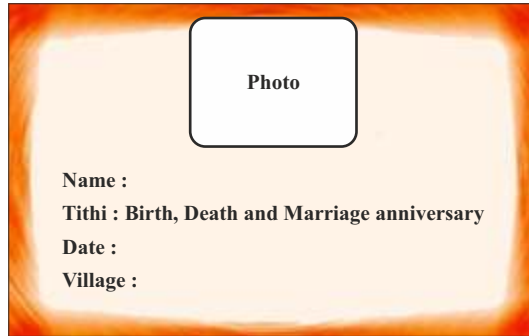 Photo
Name :
Tithi : Birth, Death and Marriage anniversary
Date :
Village :